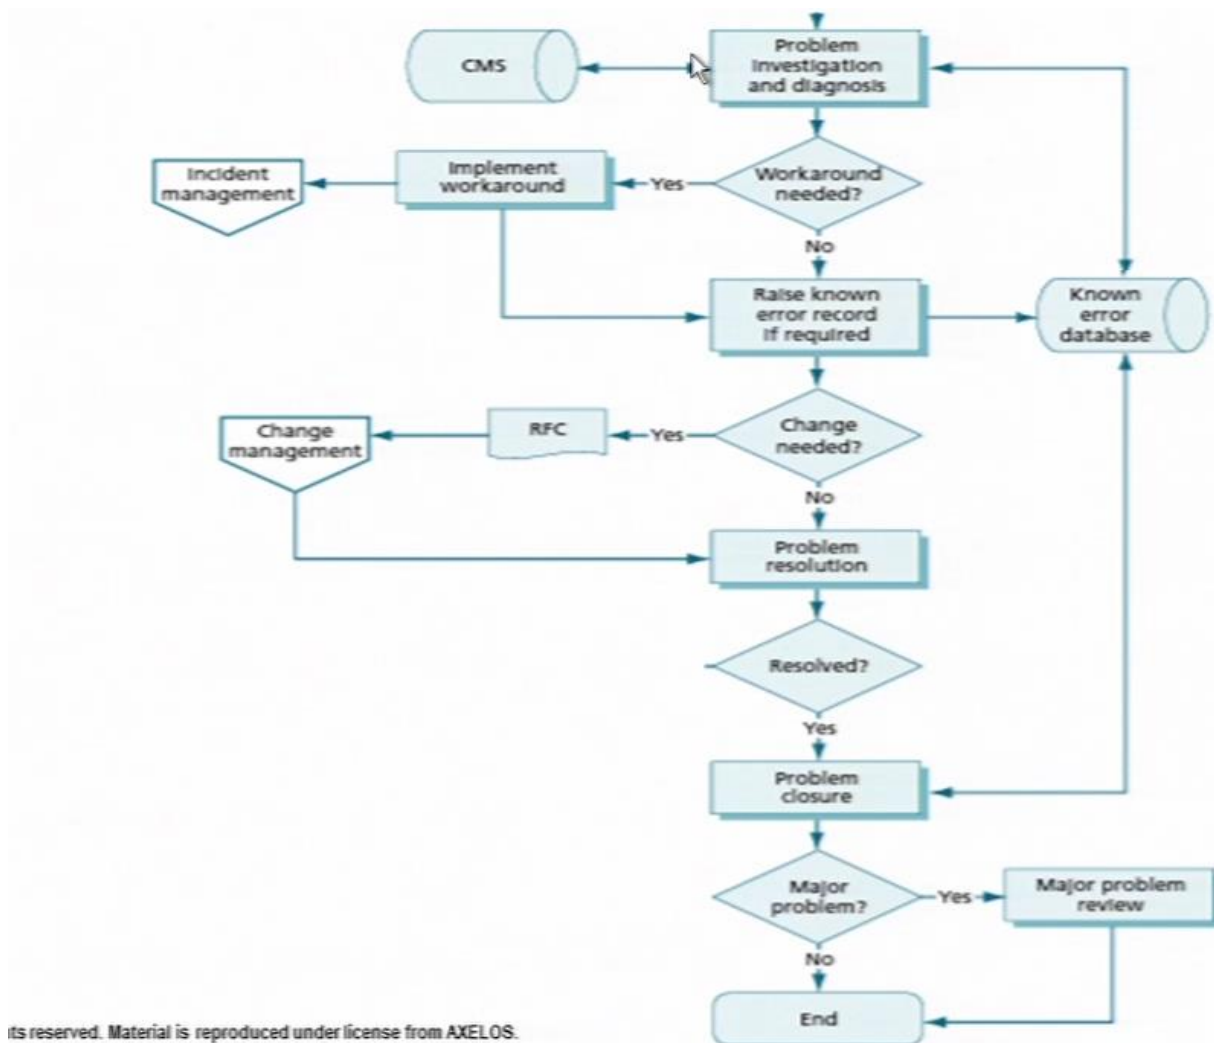 Problem
investigation
and diagnosis
CMS
Workaround
needed?
Yes
Implement
workaround
Incident
management
No
Raise known
error record
if required
Known
error
database
Change
needed?
Yes
RFC
Change
management
No
Problem
resolution
Resolved?
Yes
Problem
closure
Major
problem?
Yes
Major problem
review
No
End
ts reserved. Material is reproduced under license from AXELOS.